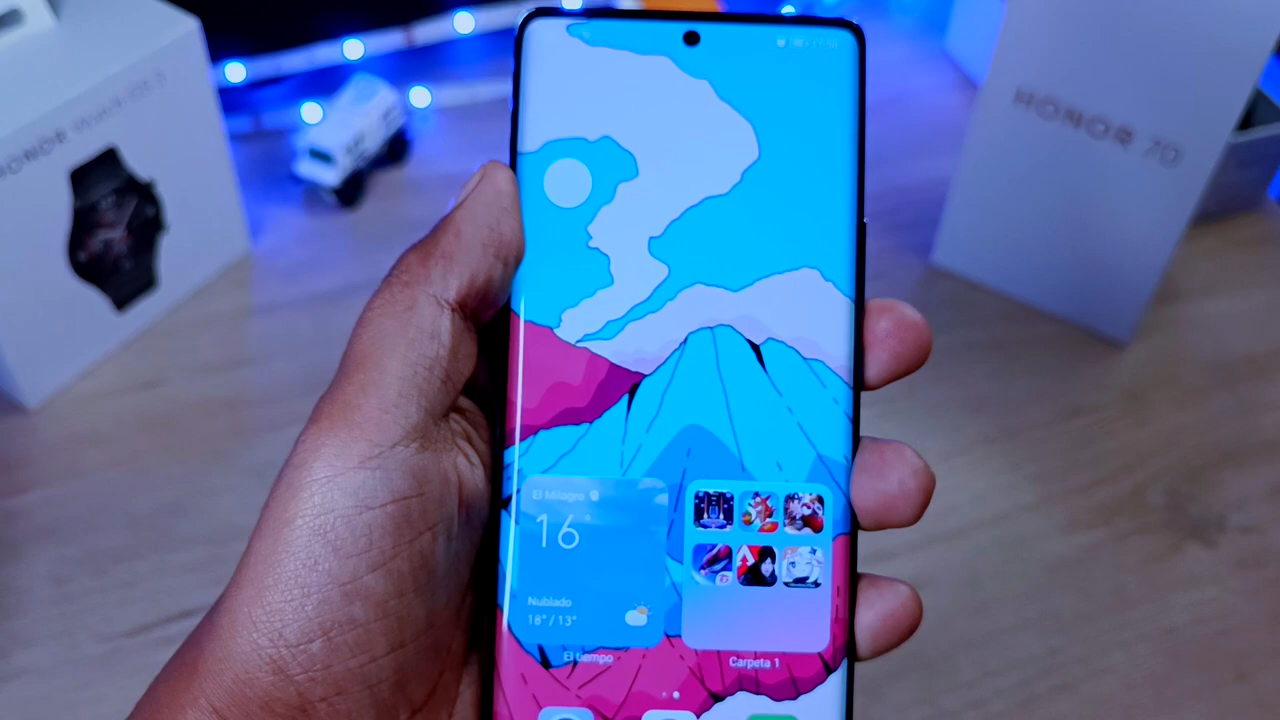 HONOR Watch GS 3
HONOR 70
El Milagro
16
Nublado
18° / 13°
El tiempo
Carpeta 1